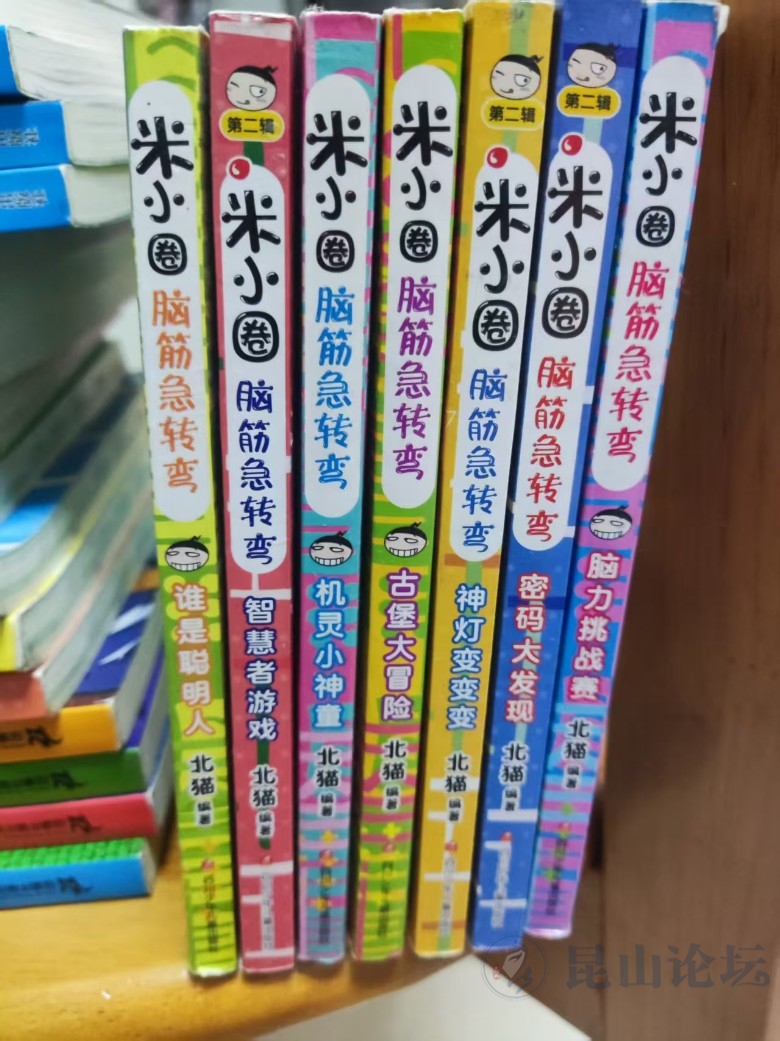 米小圈 脑筋急转弯 谁是聪明人 北猫 编著
第二辑 米小圈 脑筋急转弯 智慧者游戏 北猫 编著
米小圈 脑筋急转弯 机灵小神童 北猫 编著
米小圈 脑筋急转弯 古堡大冒险 北猫 编著
第二辑 米小圈 脑筋急转弯 神灯变变变 北猫 编著
第二辑 米小圈 脑筋急转弯 密码大发现 北猫 编著
米小圈 脑筋急转弯 脑力挑战赛 北猫 编著
昆山论坛